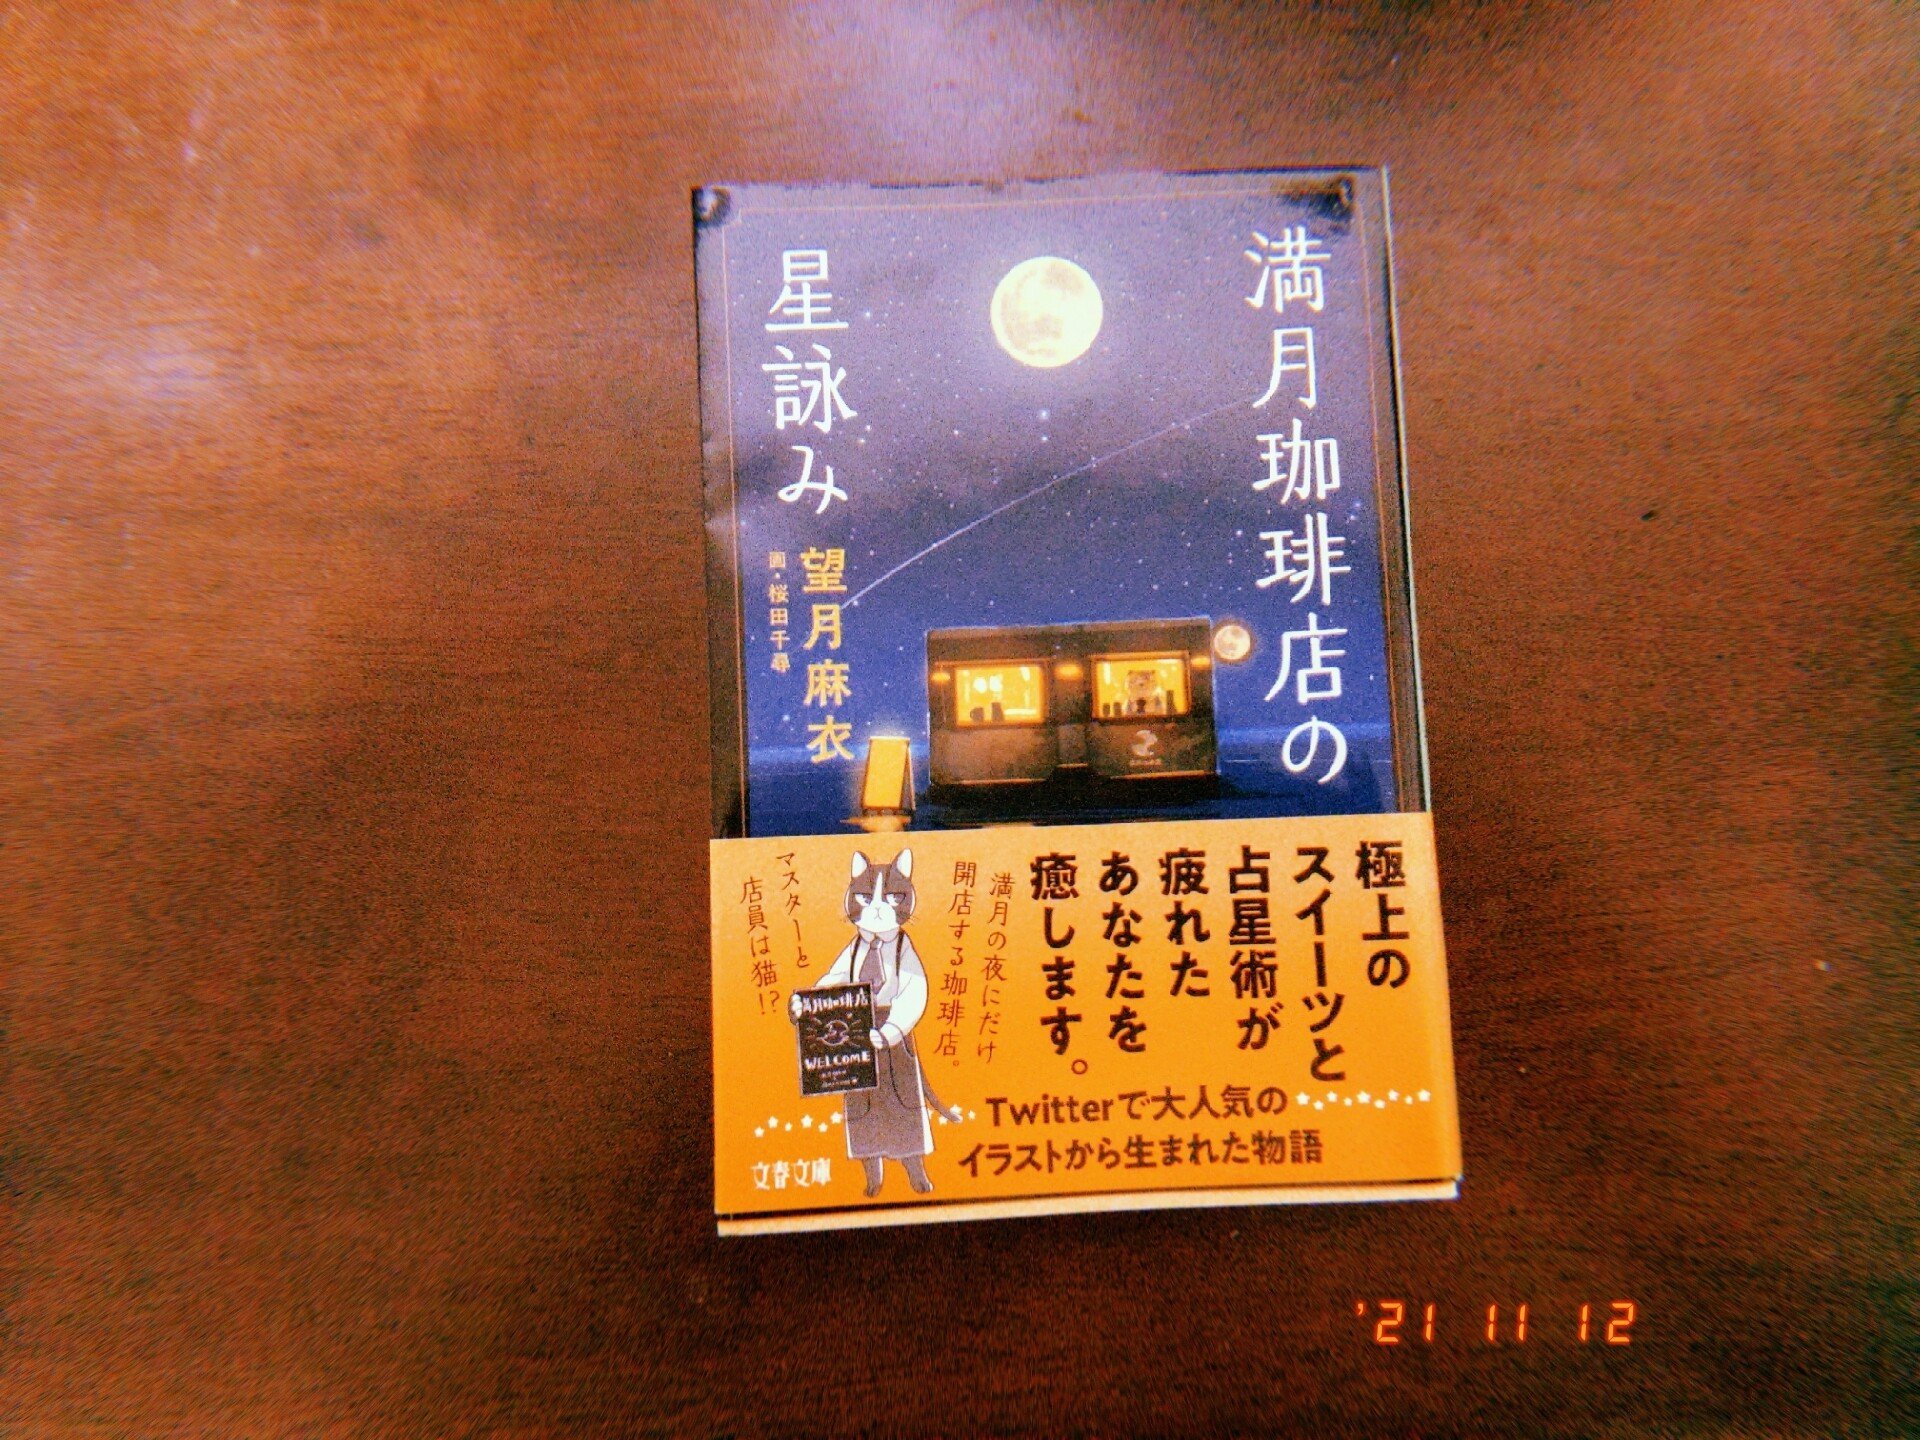 満月珈琲店の
星詠み
望月麻衣
画・桜田千尋
極上の
スイーツと
占星術が
疲れた
あなたを
癒します。
満月の夜にだけ
開店する珈琲店。
マスターと
店員は猫!?
満月珈琲店
WELCOME
Twitterで大人気の
イラストから生まれた物語
文春文庫
'21 11 12